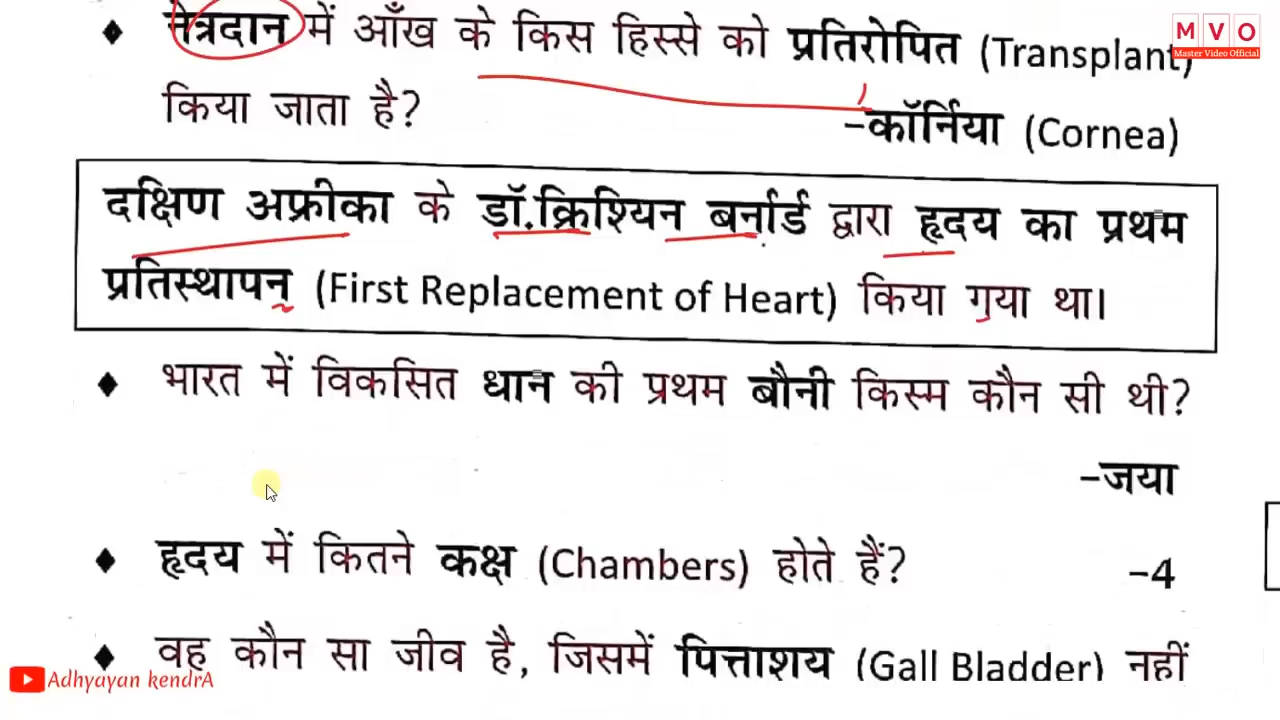 ♦ नेत्रदान में आँख के किस हिस्से को प्रतिरोपित (Transplant)
MVO
Master Video Official
किया जाता है?
-कॉर्निया (Cornea)
दक्षिण अफ्रीका के डॉ.क्रिश्यिन बर्नार्ड द्वारा हृदय का प्रथम
प्रतिस्थापन (First Replacement of Heart) किया गया था।
♦ भारत में विकसित धान की प्रथम बौनी किस्म कौन सी थी?
-जया
♦ हृदय में कितने कक्ष (Chambers) होते हैं? -4
♦ वह कौन सा जीव है, जिसमें पित्ताशय (Gall Bladder) नहीं
Adhyayan kendrA